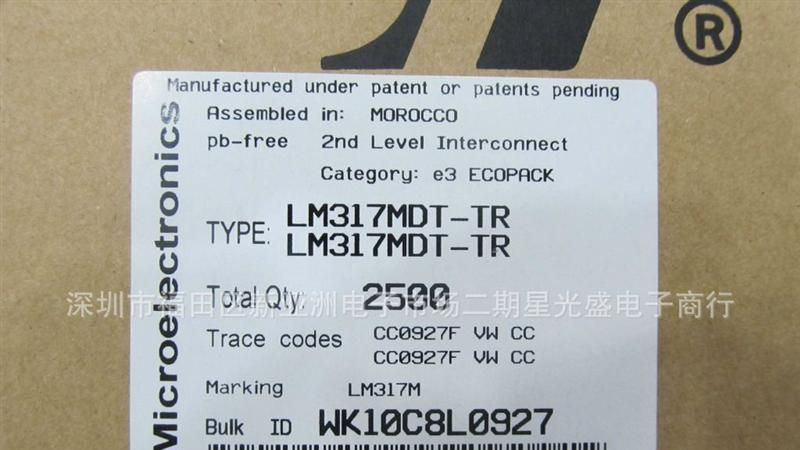 ®
Manufactured under patent or patents pending
Assembled in: MOROCCO
pb-free 2nd Level Interconnect
Category: e3 ECOPACK
TYPE: LM317MDT-TR
LM317MDT-TR
Total Qty: 2500
深圳市福田区新亚洲电子市场二期星光盛电子商行
Trace codes CC0927F VW CC
CC0927F VW CC
Marking LM317M
Bulk ID WK10C8L0927
Microelectronics